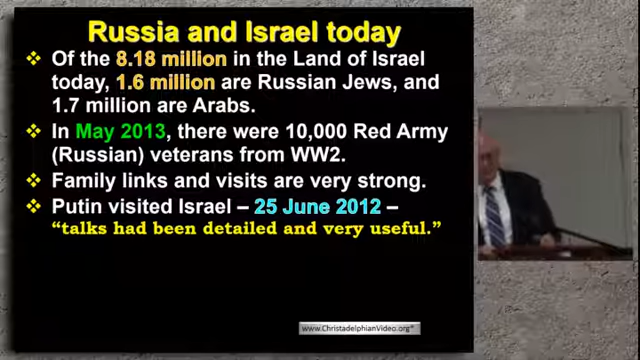 Russia and Israel today
❖ Of the 8.18 million in the Land of Israel
today, 1.6 million are Russian Jews, and
1.7 million are Arabs.
❖ In May 2013, there were 10,000 Red Army
(Russian) veterans from WW2.
❖ Family links and visits are very strong.
❖ Putin visited Israel – 25 June 2012 –
“talks had been detailed and very useful.”
www.ChristadelphianVideo.org